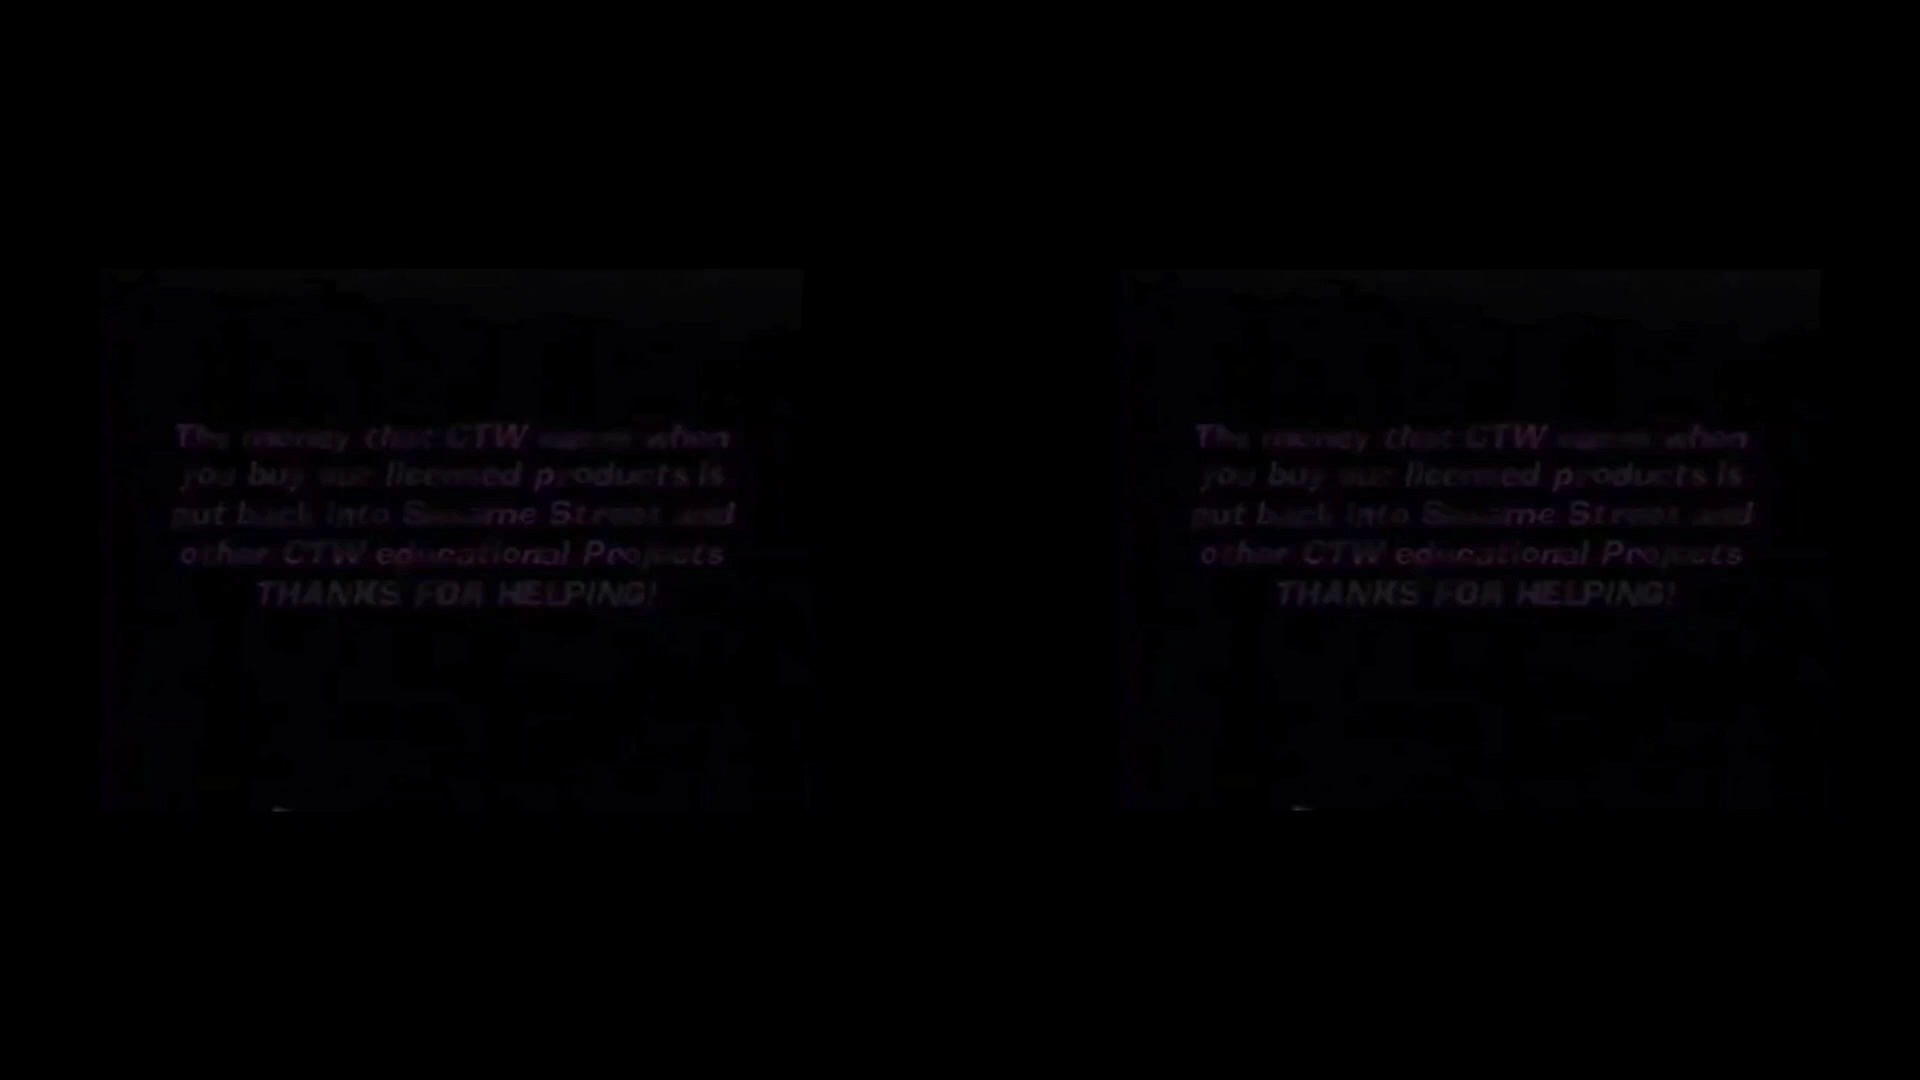 The money that CTW earns when
you buy our licensed products is
put back into Sesame Street and
other CTW educational Projects
THANKS FOR HELPING!
The money that CTW earns when
you buy our licensed products is
put back into Sesame Street and
other CTW educational Projects
THANKS FOR HELPING!